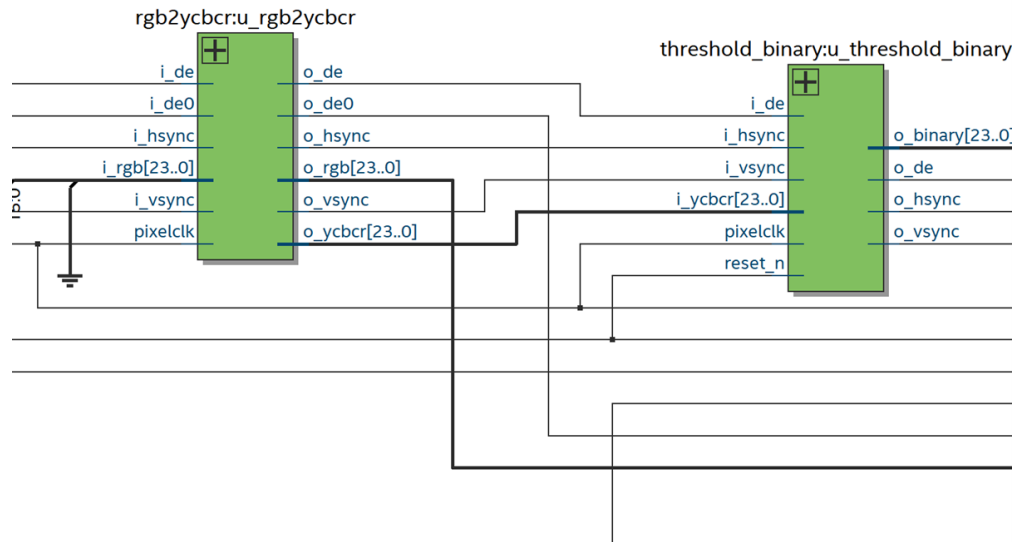 rgb2ycbcr:u_rgb2ycbcr
i_de
i_de0
i_hsync
i_rgb[23..0]
i_vsync
pixelclk
o_de
o_de0
o_hsync
o_rgb[23..0]
o_vsync
o_ycbcr[23..0]
threshold_binary:u_threshold_binary
i_de
i_hsync
i_vsync
i_ycbcr[23..0]
pixelclk
reset_n
o_binary[23..0]
o_de
o_hsync
o_vsync